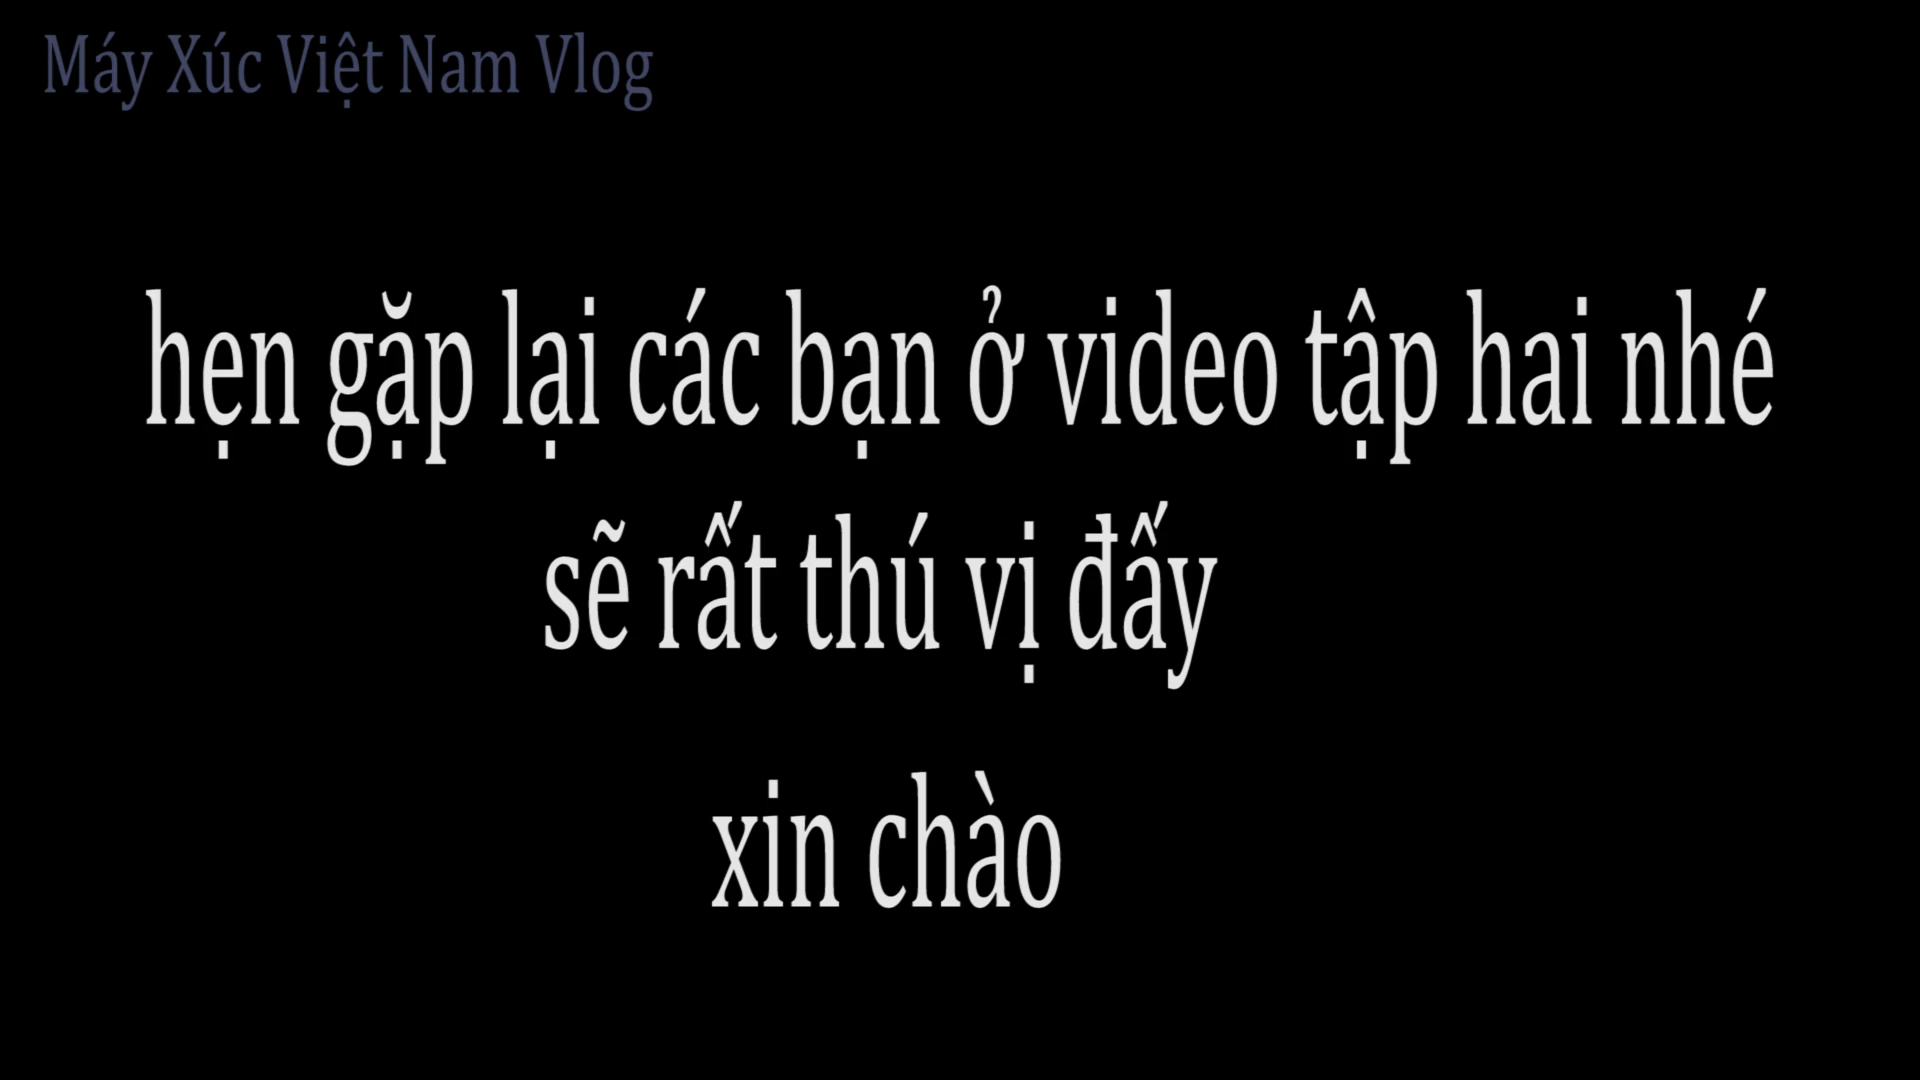 Máy Xúc Việt Nam Vlog
hẹn gặp lại các bạn ở video tập hai nhé
sẽ rất thú vị đấy
xin chào